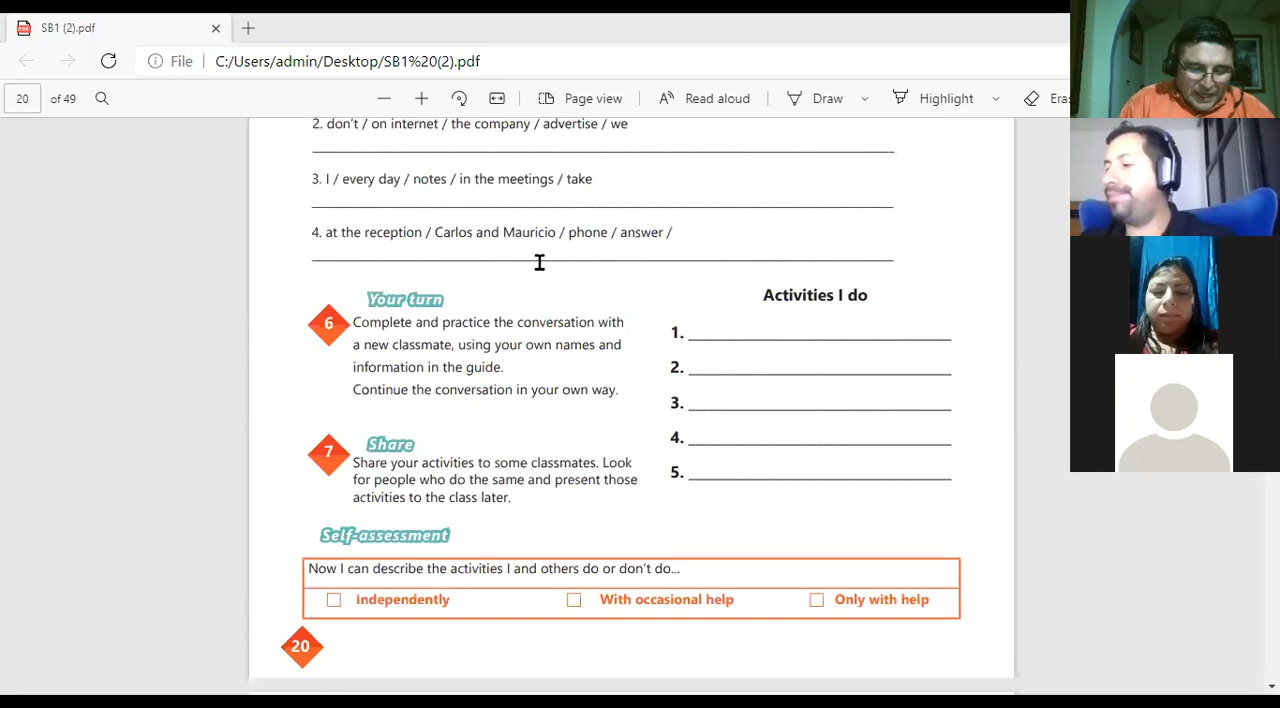 SB1 (2).pdf
File
C:/Users/admin/Desktop/SB1%20(2).pdf
20 of 49
Page view
Read aloud
Draw
Highlight
Eras
2. don't / on internet / the company / advertise / we
3. I / every day / notes / in the meetings / take
4. at the reception / Carlos and Mauricio / phone / answer /
Your turn
6
Complete and practice the conversation with
a new classmate, using your own names and
information in the guide.
Continue the conversation in your own way.
Activities I do
1.
2.
3.
4.
5.
7
Share
Share your activities to some classmates. Look
for people who do the same and present those
activities to the class later.
Self-assessment
Now I can describe the activities I and others do or don't do...
Independently
With occasional help
Only with help
20